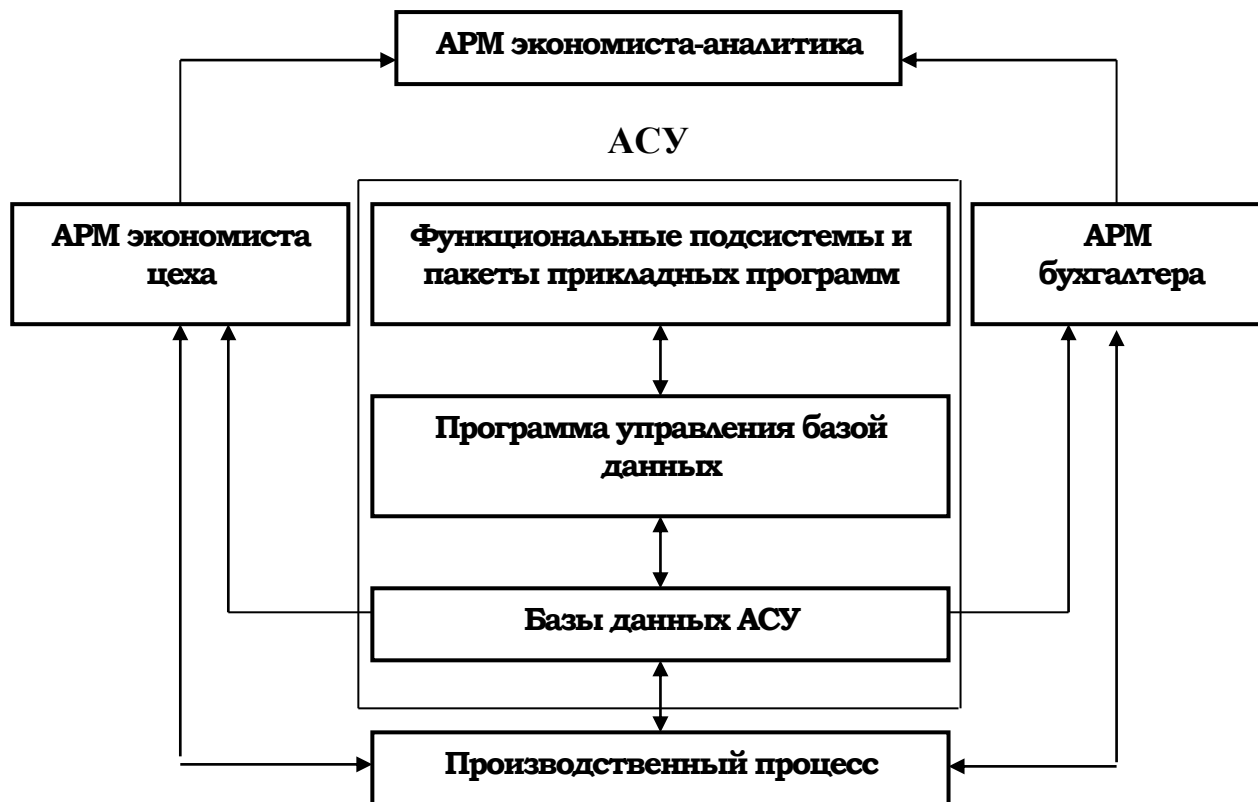 АРМ экономиста-аналитика
АСУ
АРМ экономиста
цеха
Функциональные подсистемы и
пакеты прикладных программ
АРМ
бухгалтера
Программа управления базой
данных
Базы данных АСУ
Производственный процесс